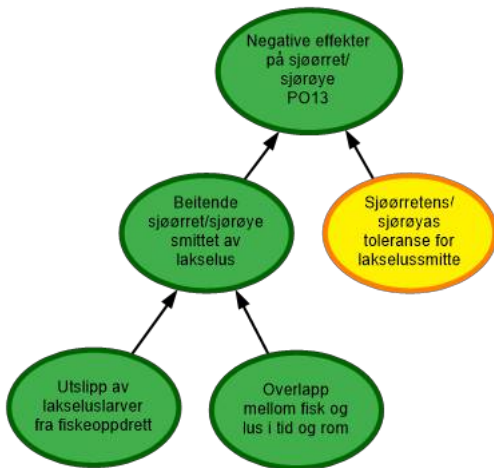 Negative effekter
på sjøørret/
sjørøye
PO13
Beitende
sjøørret/sjørøye
smittet av
lakselus
Sjøørretens/
sjørøyas
toleranse for
lakselussmitte
Utslipp av
lakseluslarver
fra fiskeoppdrett
Overlapp
mellom fisk og
lus i tid og rom